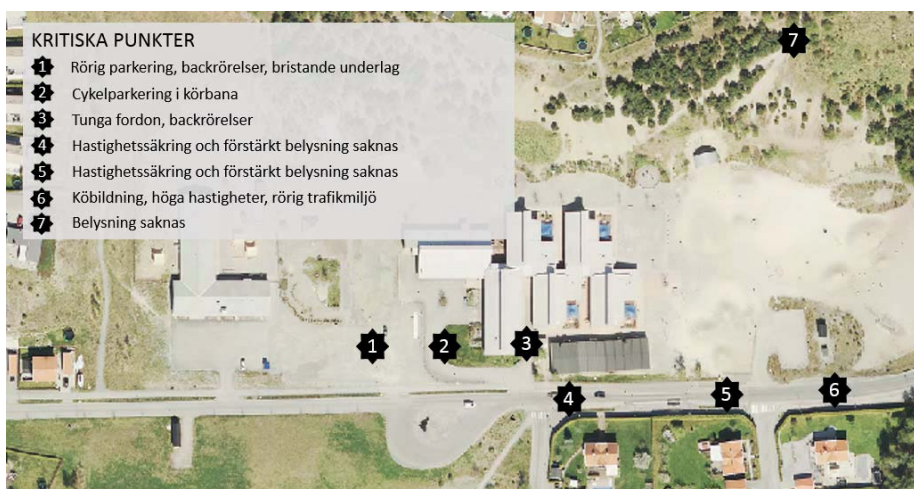 KRITISKA PUNKTER
1 Rörig parkering, backrörelser, bristande underlag
2 Cykelparkering i körbana
3 Tunga fordon, backrörelser
4 Hastighetssäkring och förstärkt belysning saknas
5 Hastighetssäkring och förstärkt belysning saknas
6 Köbildning, höga hastigheter, rörig trafikmiljö
7 Belysning saknas
7
1
2
3
4
5
6